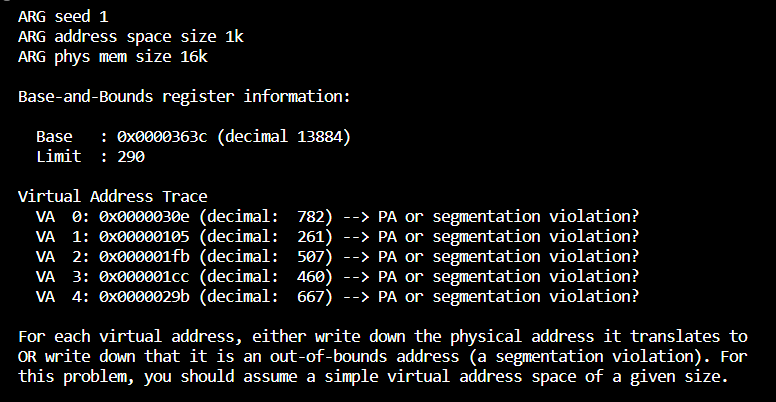 ARG seed 1
ARG address space size 1k
ARG phys mem size 16k
Base-and-Bounds register information:
Base   : 0x0000363c (decimal 13884)
Limit  : 290
Virtual Address Trace
VA  0: 0x0000030e (decimal:  782) --> PA or segmentation violation?
VA  1: 0x00000105 (decimal:  261) --> PA or segmentation violation?
VA  2: 0x000001fb (decimal:  507) --> PA or segmentation violation?
VA  3: 0x000001cc (decimal:  460) --> PA or segmentation violation?
VA  4: 0x0000029b (decimal:  667) --> PA or segmentation violation?
For each virtual address, either write down the physical address it translates to
OR write down that it is an out-of-bounds address (a segmentation violation). For
this problem, you should assume a simple virtual address space of a given size.